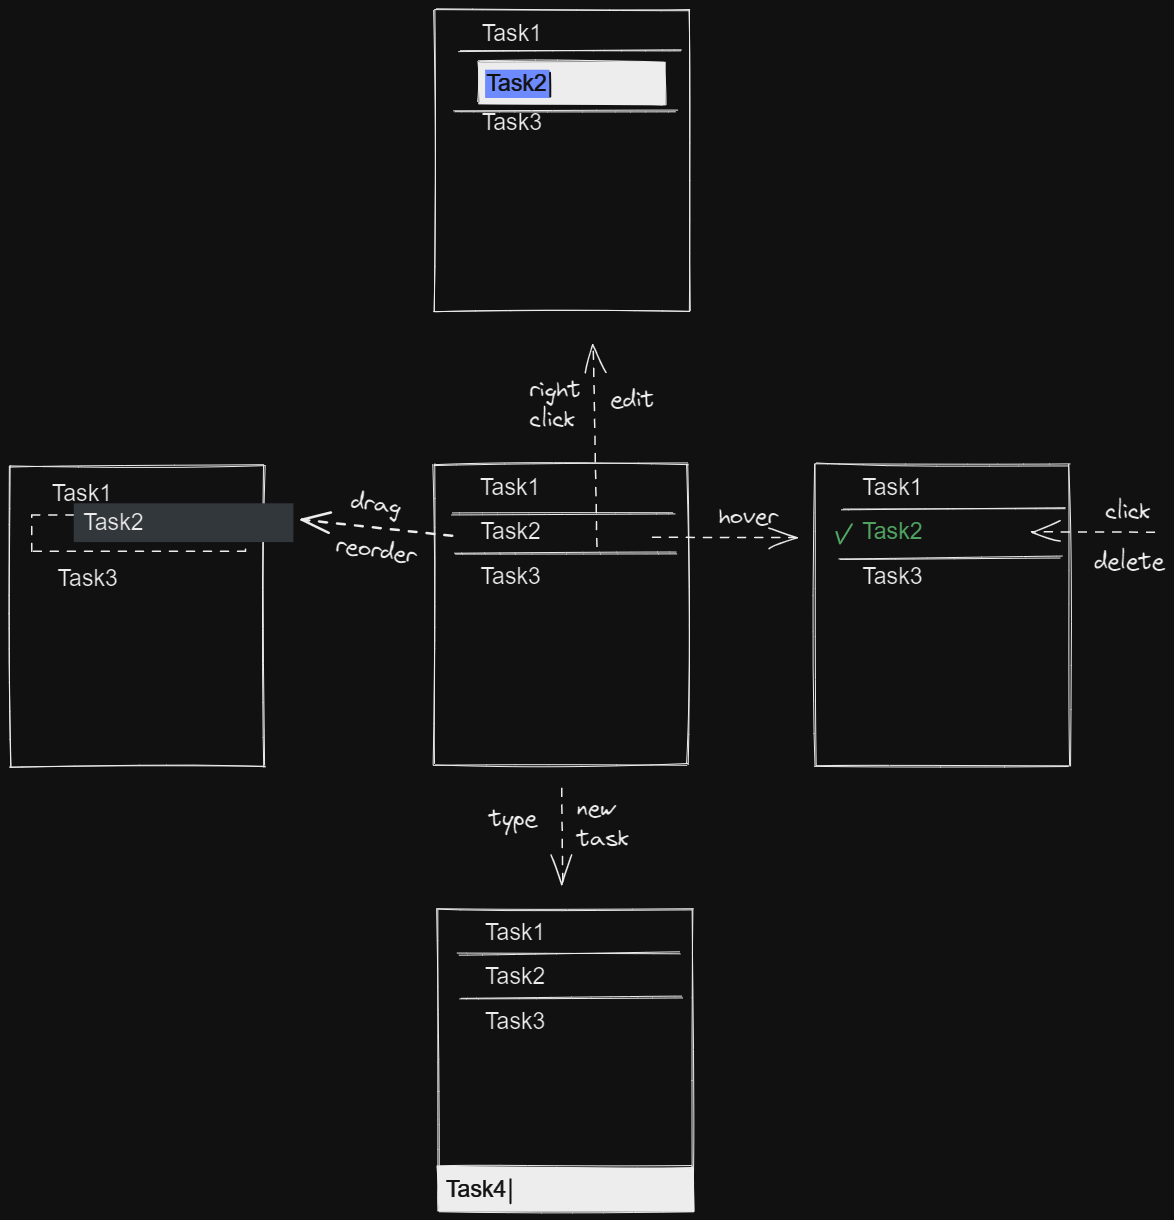 Task1
Task2
Task3
right
click
edit
Task1
Task2
Task3
drag
reorder
Task1
Task2
Task3
hover
Task1
✓ Task2
Task3
click
delete
type
new
task
Task1
Task2
Task3
Task4